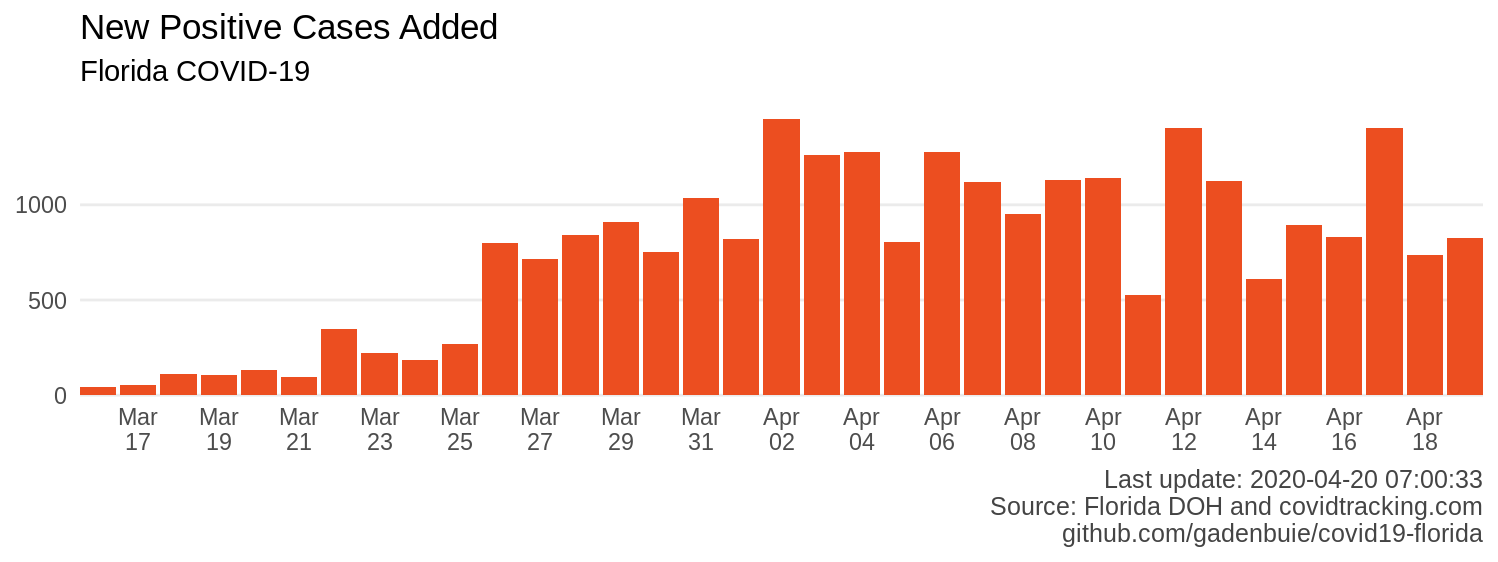 New Positive Cases Added
Florida COVID-19
1000
500
0
Mar Mar Mar Mar Mar Mar Mar Mar Apr Apr Apr Apr Apr Apr Apr Apr Apr
17 19 21 23 25 27 29 31 02 04 06 08 10 12 14 16 18
Last update: 2020-04-20 07:00:33
Source: Florida DOH and covidtracking.com
github.com/gadenbuie/covid19-florida